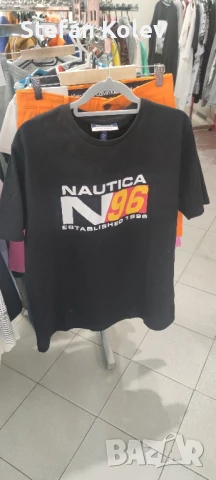 Stefan Kolev
NAUTICA
N96
ESTABLISHED 1996
BAZAR